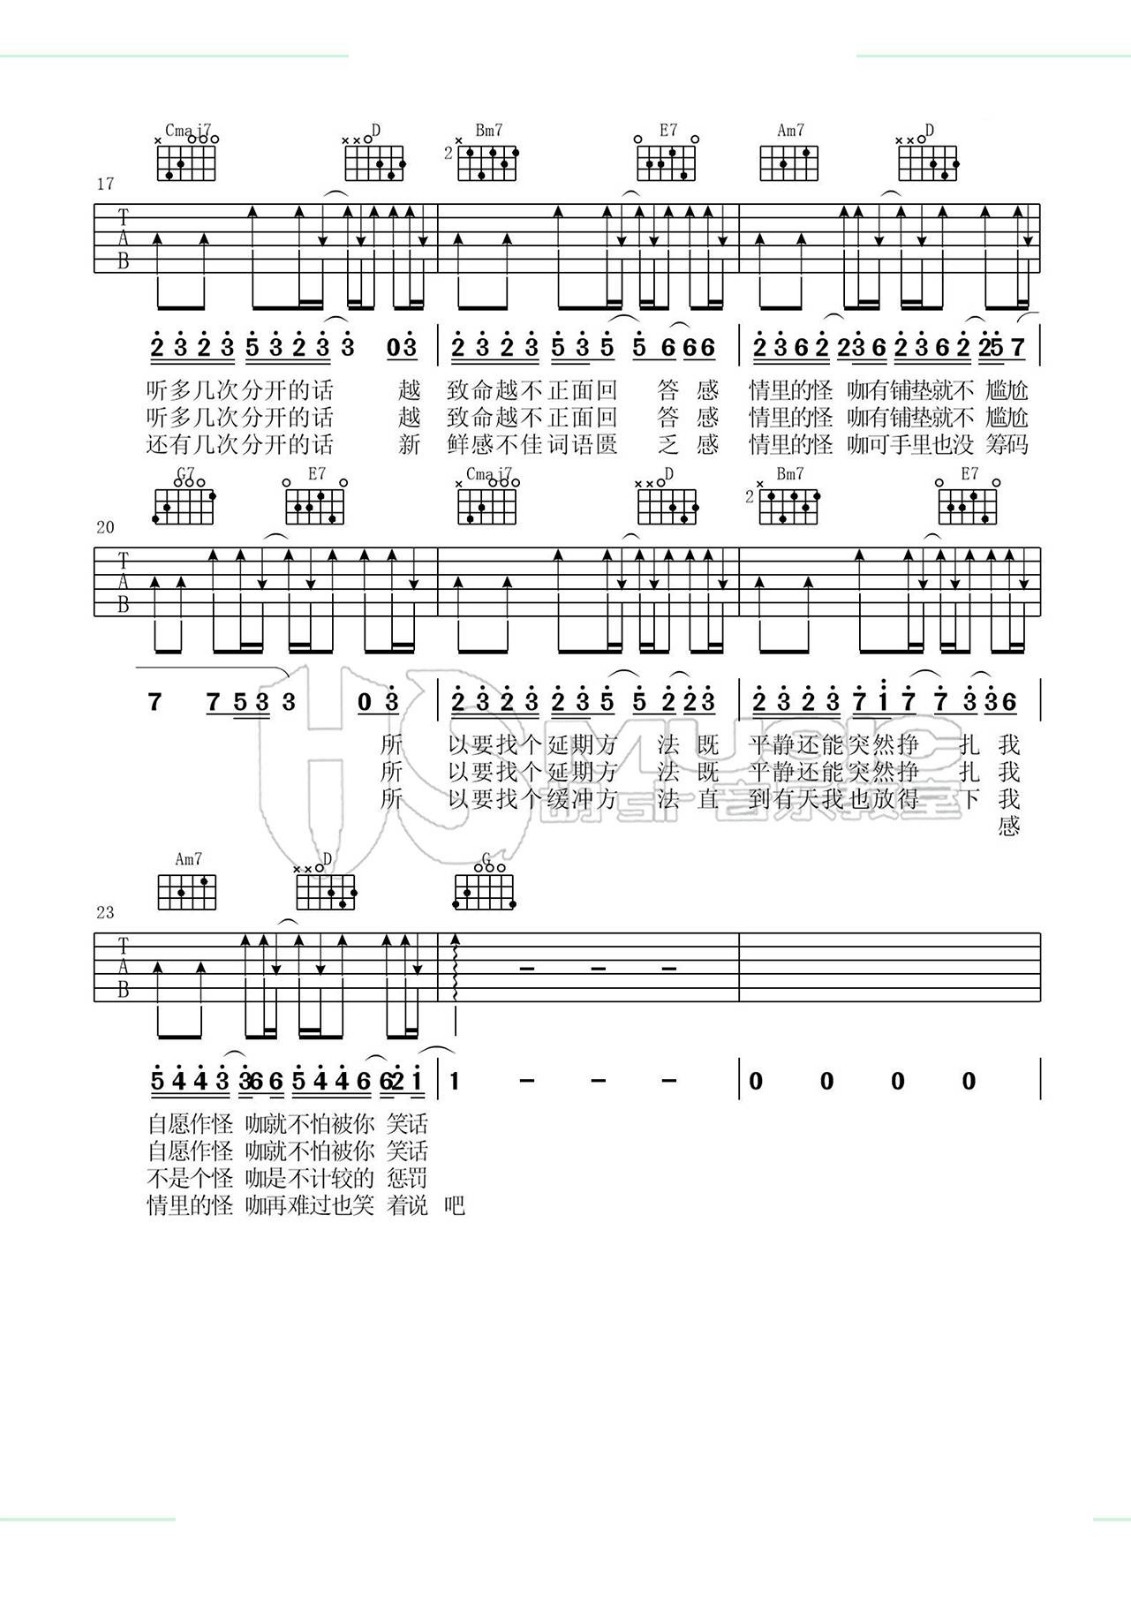 Cmaj7 D Bm7 E7 Am7 D
2
17
T
A
B
2 3 2 3 5 3 2 3 3 0 3 2 3 2 3 5 3 5 5 6 6 6 2 3 6 2 2 3 6 2 3 6 2 2 5 7
听多几次分开的话 越 致命越不正面回 答 感 情里的怪 咖有铺垫就不 尴尬
听多几次分开的话 越 致命越不正面回 答 感 情里的怪 咖有铺垫就不 尴尬
还有几次分开的话 新 鲜感不佳词语匮 乏 感 情里的怪 咖可手里也没 筹码
G7 E7 Cmaj7 D Bm7 E7
2
20
T
A
B
7 7 5 3 3 0 3 2 3 2 3 2 3 5 5 2 2 3 2 3 2 3 7 1 7 7 3 3 6
所 以要找个延期方 法 既 平静还能突然挣 扎 我
所 以要找个延期方 法 既 平静还能突然挣 扎 我
所 以要找个缓冲方 法 直 到有天我也放得 下 我
感
HS MUSIC
胡sir音乐教室
Am7 D G
23
T
A
B
– – –
5 4 4 3 3 6 6 5 4 4 6 6 2 1 1 – – – 0 0 0 0
自愿作怪 咖就不怕被你 笑话
自愿作怪 咖就不怕被你 笑话
不是个怪 咖是不计较的 惩罚
情里的怪 咖再难过也笑 着说 吧